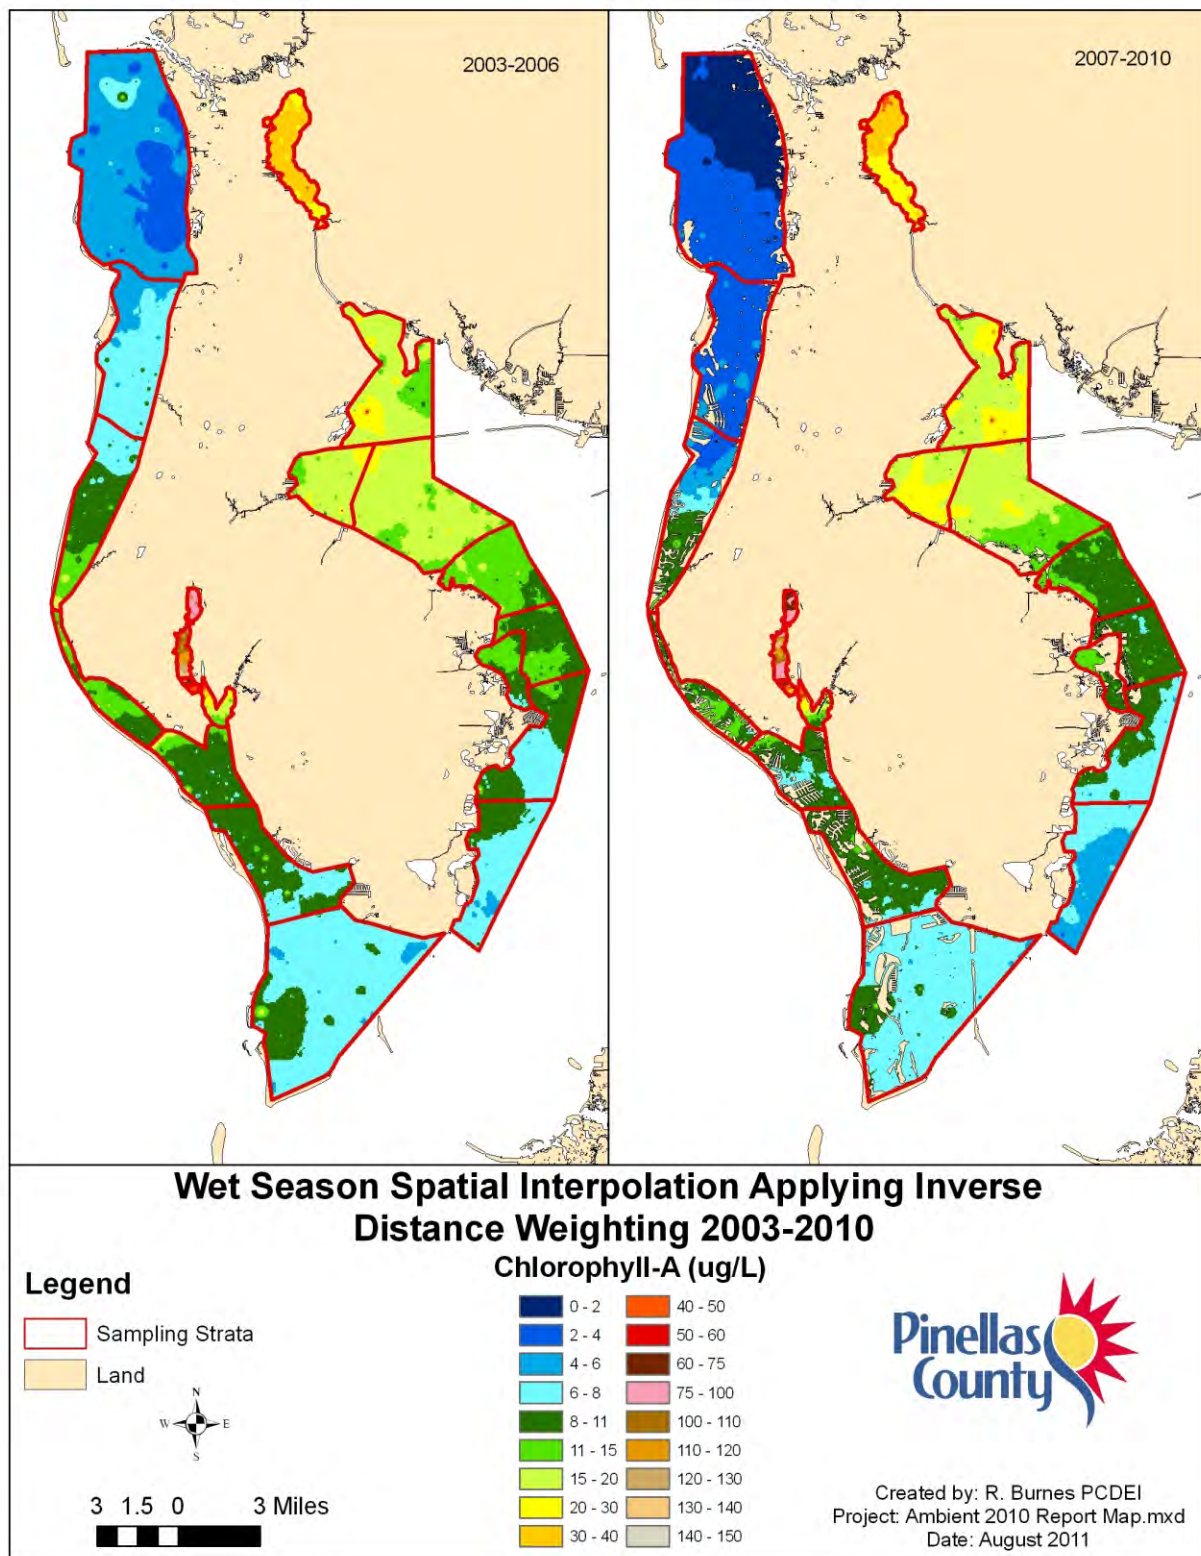 2003-2006
2007-2010
Wet Season Spatial Interpolation Applying Inverse
Distance Weighting 2003-2010
Chlorophyll-A (ug/L)
Legend
Sampling Strata
Land
N
W E
S
3 1.5 0 3 Miles
0 - 2
2 - 4
4 - 6
6 - 8
8 - 11
11 - 15
15 - 20
20 - 30
30 - 40
40 - 50
50 - 60
60 - 75
75 - 100
100 - 110
110 - 120
120 - 130
130 - 140
140 - 150
Pinellas
County
Created by: R. Burnes PCDEI
Project: Ambient 2010 Report Map.mxd
Date: August 2011